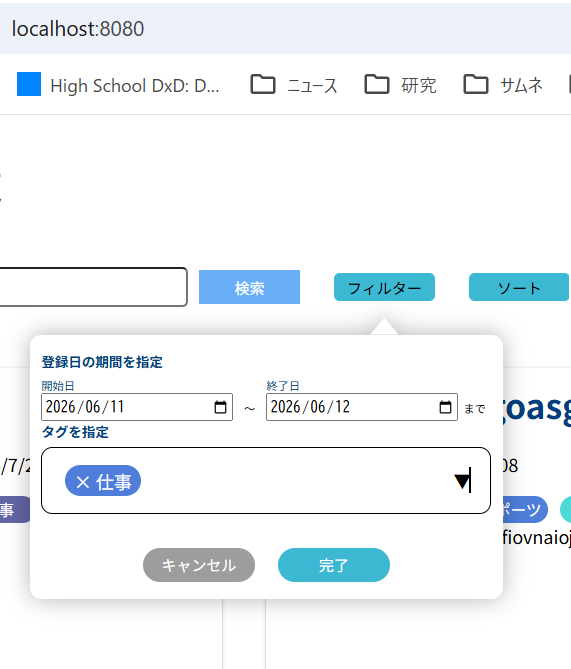 localhost:8080
High School DxD: D... ニュース 研究 サムネ
検索 フィルター ソート
登録日の期間を指定
開始日 終了日
2026/06/11 ～ 2026/06/12 まで
タグを指定
× 仕事 ▼
キャンセル 完了
goasg
/7/2
08
事
ポーツ
fiovnaioj